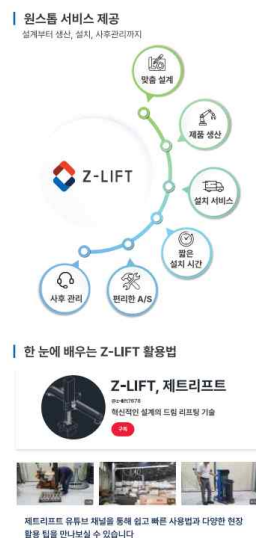 원스톱 서비스 제공
설계부터 생산, 설치, 사후관리까지
맞춤 설계
제품 생산
Z-LIFT
설치 서비스
짧은
설치 시간
사후 관리
편리한 A/S
한 눈에 배우는 Z-LIFT 활용법
Z-LIFT, 제트리프트
혁신적인 설계의 드럼 리프팅 기술
구독
제트리프트 유튜브 채널을 통해 쉽고 빠른 사용법과 다양한 현장
활용 팁을 만나보실 수 있습니다